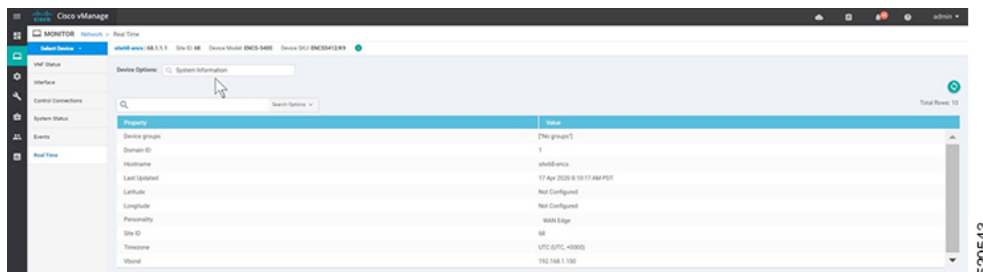 CISCO Cisco vManage
admin
MONITOR Network > Real Time
Select Device
site68-encs | 68.1.1.1 Site ID: 68 Device Model: ENCS-5400 Device SKU: ENCS5412/K9
VNF Status
Interface
Control Connections
System Status
Events
Real Time
Device Options: System Information
Search Options
Total Rows: 10
Property Value
Device groups ["No groups"]
Domain ID 1
Hostname site68-encs
Last Updated 17 Apr 2020 8:10:17 AM PDT
Latitude Not Configured
Longitude Not Configured
Personality WAN Edge
Site ID 68
Timezone UTC (UTC, +0000)
Vbond 192.168.1.150